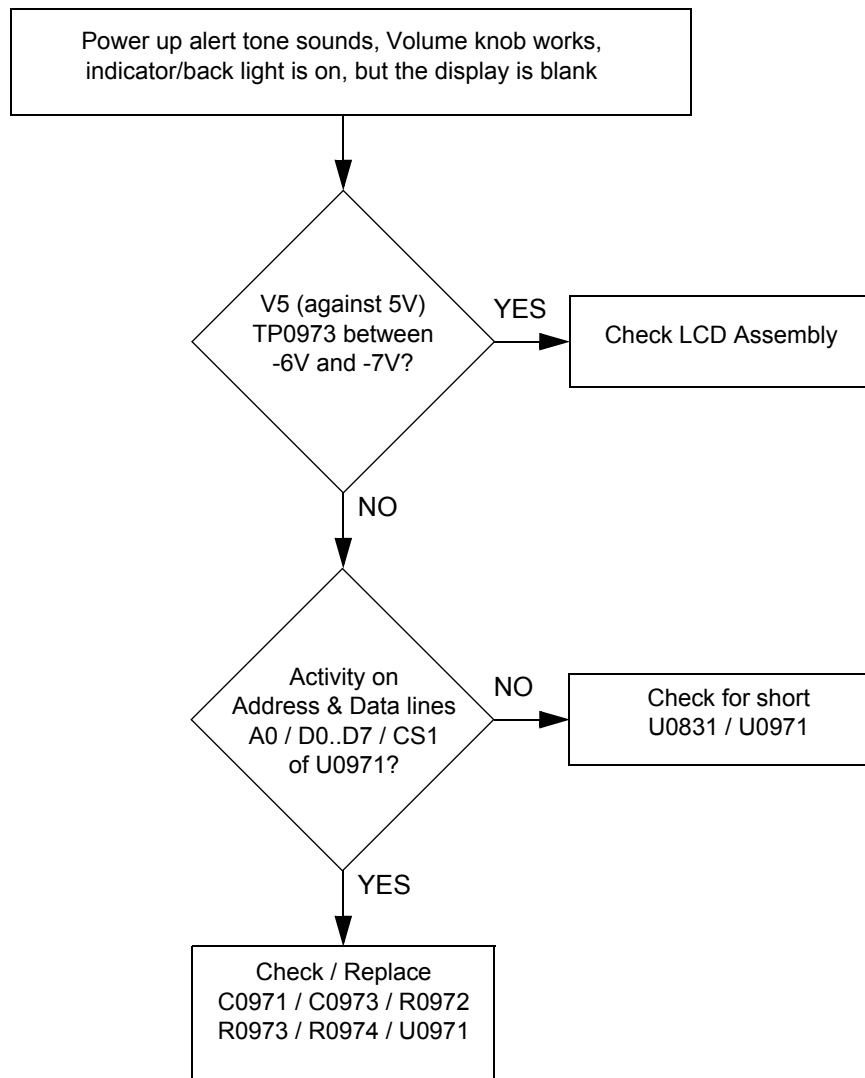 Power up alert tone sounds, Volume knob works,
indicator/back light is on, but the display is blank
V5 (against 5V)
TP0973 between
-6V and -7V?
YES
Check LCD Assembly
NO
Activity on
Address & Data lines
A0 / D0..D7 / CS1
of U0971?
NO
Check for short
U0831 / U0971
YES
Check / Replace
C0971 / C0973 / R0972
R0973 / R0974 / U0971